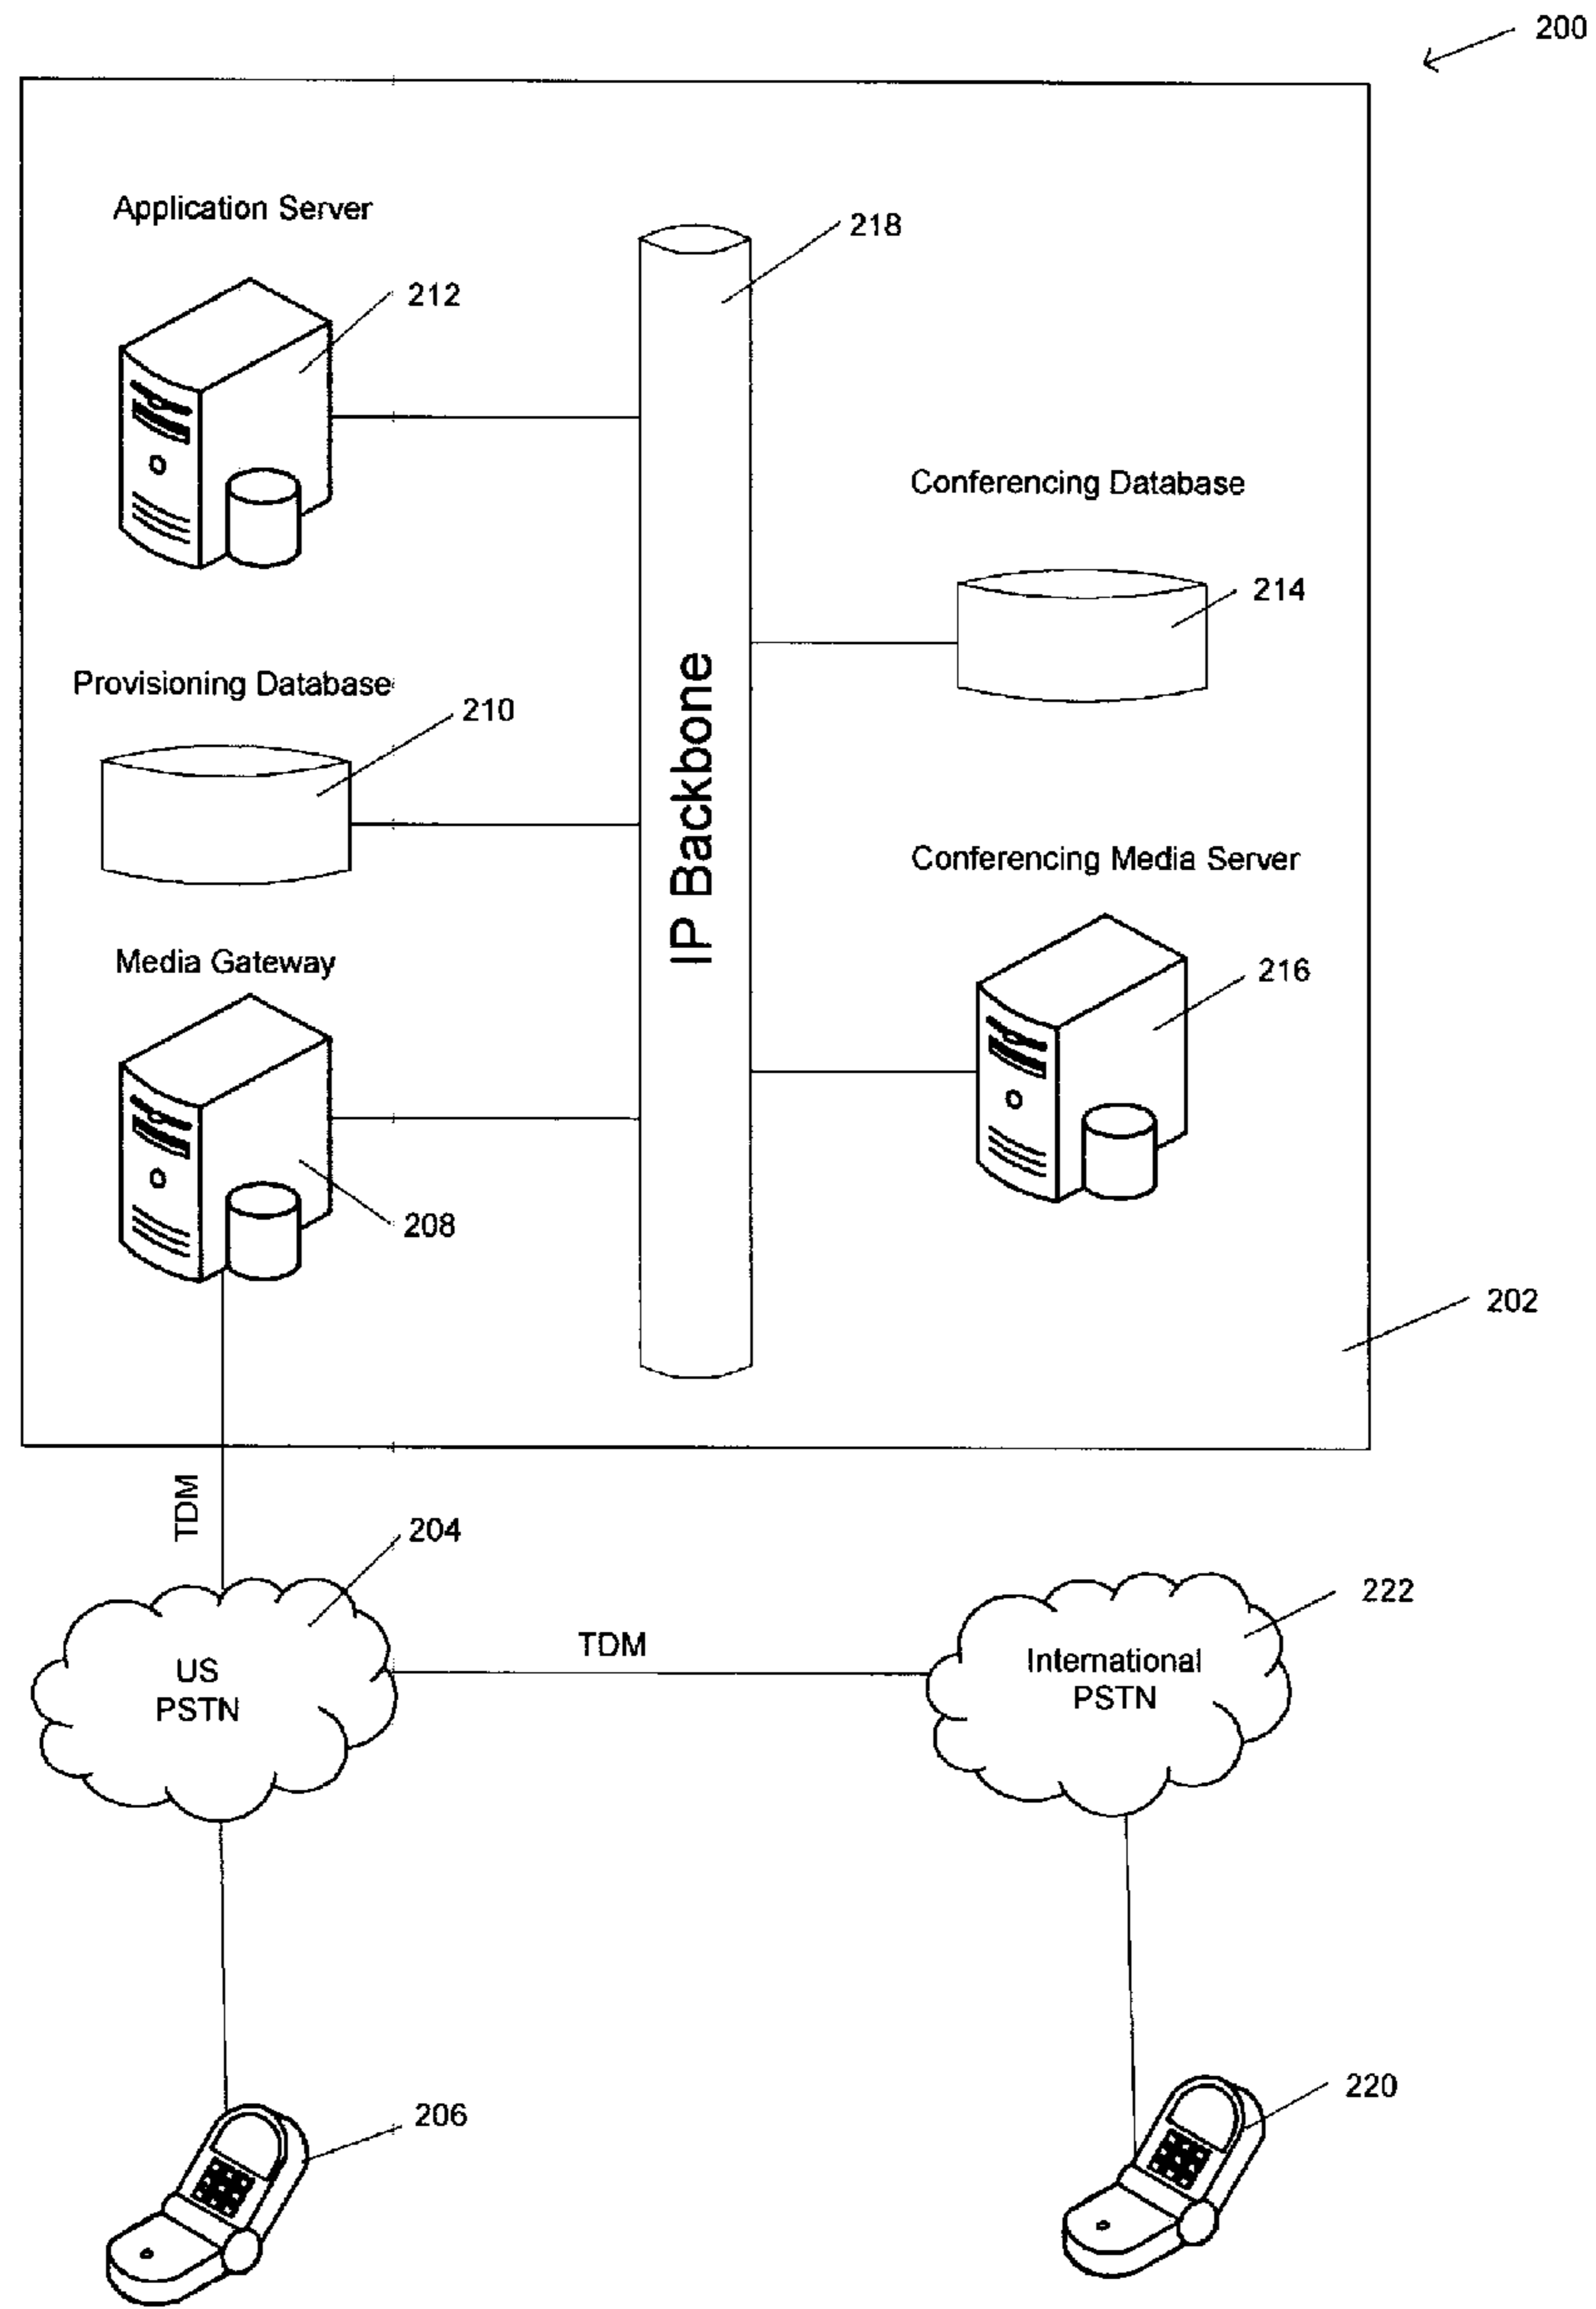 200
Application Server
218
212
Conferencing Database
214
Provisioning Database
210
IP Backbone
Conferencing Media Server
Media Gateway
216
208
202
TDM
204
222
TDM
US
PSTN
International
PSTN
220
206